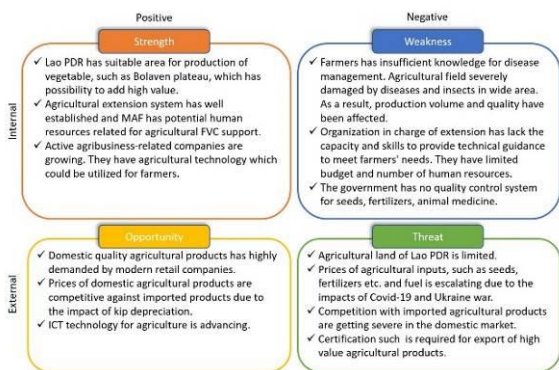 Positive
Negative
Internal
Strength
✓ Lao PDR has suitable area for production of
vegetable, such as Bolaven plateau, which has
possibility to add high value.
✓ Agricultural extension system has well
established and MAF has potential human
resources related for agricultural FVC support.
✓ Active agribusiness-related companies are
growing. They have agricultural technology which
could be utilized for farmers.
Weakness
✓ Farmers has insufficient knowledge for disease
management. Agricultural field severely
damaged by diseases and insects in wide area.
As a result, production volume and quality have
been affected.
✓ Organization in charge of extension has lack the
capacity and skills to provide technical guidance
to meet farmers' needs. They have limited
budget and number of human resources.
✓ The government has no quality control system
for seeds, fertilizers, animal medicine.
External
Opportunity
✓ Domestic quality agricultural products has highly
demanded by modern retail companies.
✓ Prices of domestic agricultural products are
competitive against imported products due to
the impact of kip depreciation.
✓ ICT technology for agriculture is advancing.
Threat
✓ Agricultural land of Lao PDR is limited.
✓ Prices of agricultural inputs, such as seeds,
fertilizers etc. and fuel is escalating due to the
impacts of Covid-19 and Ukraine war.
✓ Competition with imported agricultural products
are getting severe in the domestic market.
✓ Certification such is required for export of high
value agricultural products.